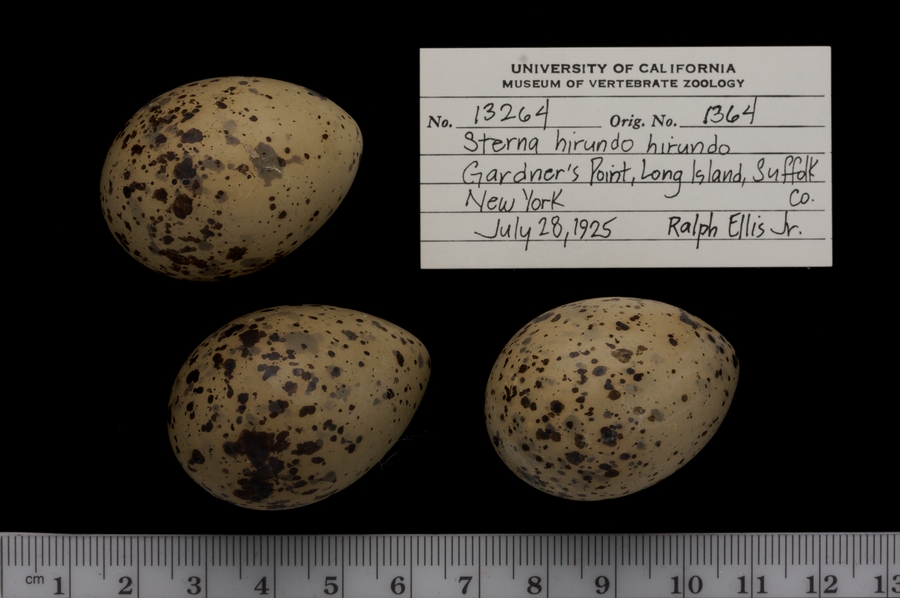 UNIVERSITY OF CALIFORNIA
MUSEUM OF VERTEBRATE ZOOLOGY
No. 13264 Orig. No. 1364
Sterna hirundo hirundo
Gardner's Point, Long Island, Suffolk
New York Co.
July 28, 1925 Ralph Ellis Jr.
cm 1 2 3 4 5 6 7 8 9 10 11 12 13